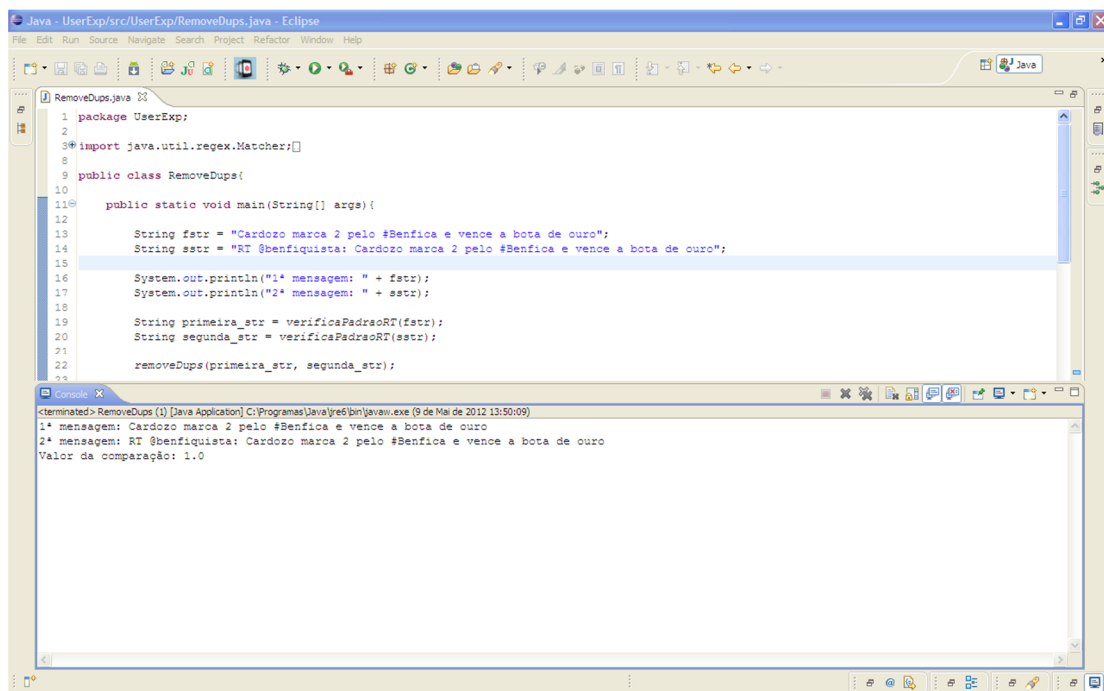 Java - UserExp/src/UserExp/RemoveDups.java - Eclipse
File Edit Run Source Navigate Search Project Refactor Window Help
Java
RemoveDups.java
1 package UserExp;
2
3 import java.util.regex.Matcher;
8
9 public class RemoveDups{
10
11 public static void main(String[] args){
12
13 String fstr = "Cardozo marca 2 pelo #Benfica e vence a bota de ouro";
14 String sstr = "RT @benfiquista: Cardozo marca 2 pelo #Benfica e vence a bota de ouro";
15
16 System.out.println("1ª mensagem: " + fstr);
17 System.out.println("2ª mensagem: " + sstr);
18
19 String primeira_str = verificaPadraoRT(fstr);
20 String segunda_str = verificaPadraoRT(sstr);
21
22 removeDups(primeira_str, segunda_str);
23
Console
<terminated> RemoveDups (1) [Java Application] C:\Programas\Java\jre6\bin\javaw.exe (9 de Mai de 2012 13:50:09)
1ª mensagem: Cardozo marca 2 pelo #Benfica e vence a bota de ouro
2ª mensagem: RT @benfiquista: Cardozo marca 2 pelo #Benfica e vence a bota de ouro
Valor da comparação: 1.0